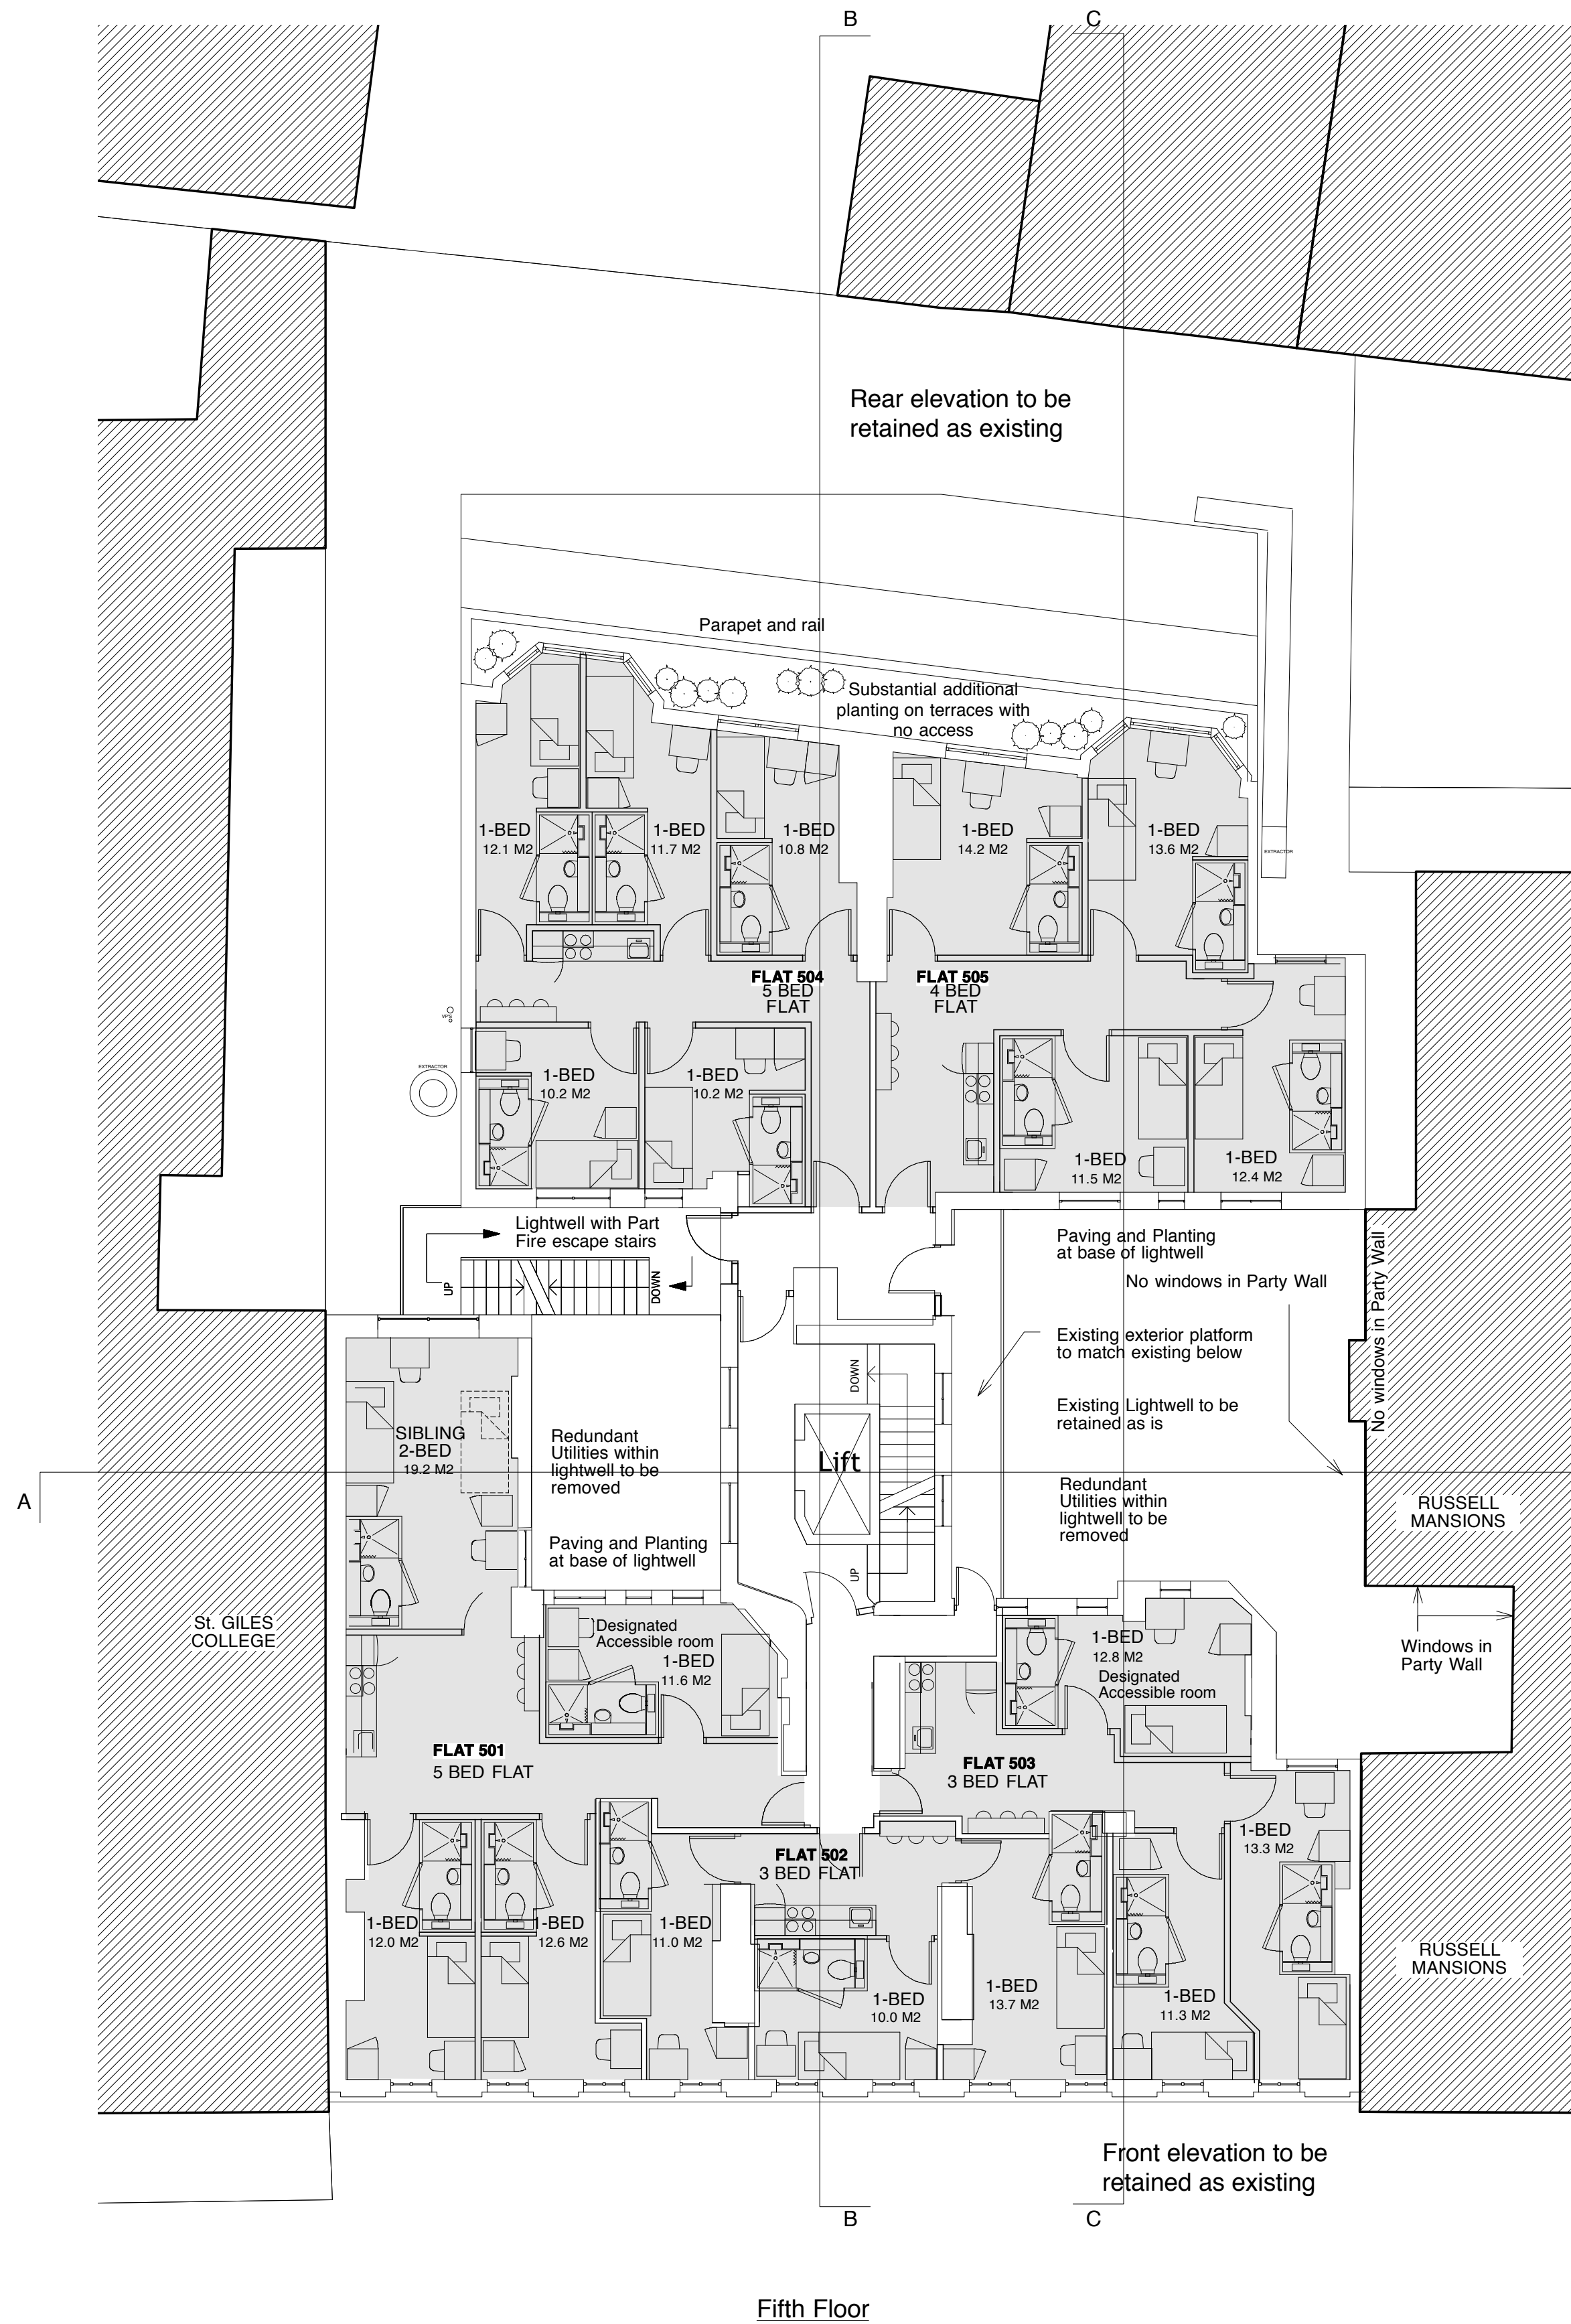 B
C
Rear elevation to be
retained as existing
Parapet and rail
Substantial additional
planting on terraces with
no access
1-BED
12.1 M2
1-BED
11.7 M2
1-BED
10.8 M2
1-BED
14.2 M2
1-BED
13.6 M2
EXTRACTOR
FLAT 504
5 BED
FLAT
FLAT 505
4 BED
FLAT
EXTRACTOR
1-BED
10.2 M2
1-BED
10.2 M2
1-BED
11.5 M2
1-BED
12.4 M2
Lightwell with Part
Fire escape stairs
UP
DOWN
Paving and Planting
at base of lightwell
No windows in Party Wall
No windows in Party Wall
Existing exterior platform
to match existing below
DOWN
Existing Lightwell to be
retained as is
SIBLING
2-BED
19.2 M2
Redundant
Utilities within
lightwell to be
removed
Lift
A
Redundant
Utilities within
lightwell to be
removed
RUSSELL
MANSIONS
Paving and Planting
at base of lightwell
UP
St. GILES
COLLEGE
Designated
Accessible room
1-BED
11.6 M2
1-BED
12.8 M2
Designated
Accessible room
Windows in
Party Wall
FLAT 501
5 BED FLAT
FLAT 503
3 BED FLAT
FLAT 502
3 BED FLAT
1-BED
13.3 M2
1-BED
12.0 M2
1-BED
12.6 M2
1-BED
11.0 M2
1-BED
10.0 M2
1-BED
13.7 M2
1-BED
11.3 M2
RUSSELL
MANSIONS
Front elevation to be
retained as existing
B
C
Fifth Floor